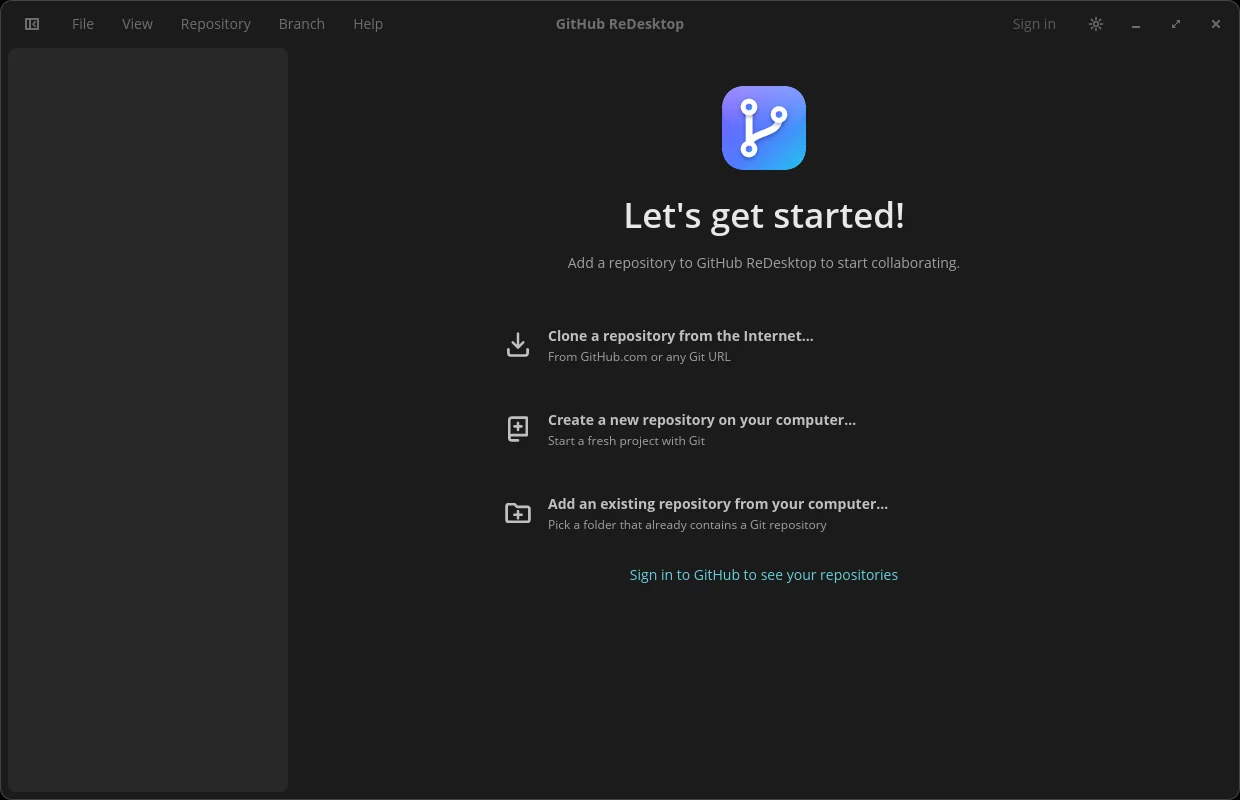 File View Repository Branch Help GitHub ReDesktop Sign in
Let's get started!
Add a repository to GitHub ReDesktop to start collaborating.
Clone a repository from the Internet...
From GitHub.com or any Git URL
Create a new repository on your computer...
Start a fresh project with Git
Add an existing repository from your computer...
Pick a folder that already contains a Git repository
Sign in to GitHub to see your repositories